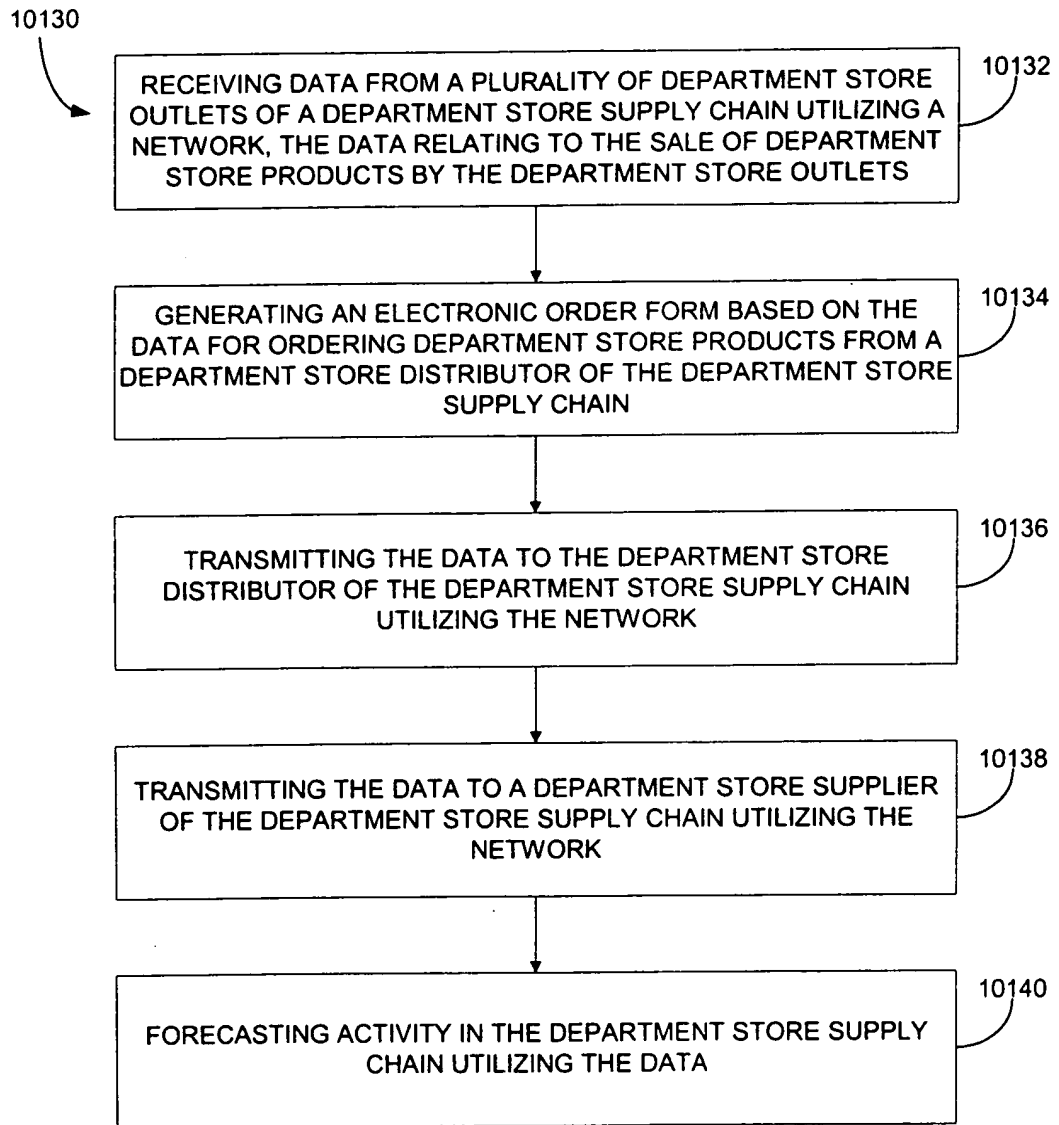 10130
RECEIVING DATA FROM A PLURALITY OF DEPARTMENT STORE
OUTLETS OF A DEPARTMENT STORE SUPPLY CHAIN UTILIZING A
NETWORK, THE DATA RELATING TO THE SALE OF DEPARTMENT
STORE PRODUCTS BY THE DEPARTMENT STORE OUTLETS
10132
GENERATING AN ELECTRONIC ORDER FORM BASED ON THE
DATA FOR ORDERING DEPARTMENT STORE PRODUCTS FROM A
DEPARTMENT STORE DISTRIBUTOR OF THE DEPARTMENT STORE
SUPPLY CHAIN
10134
TRANSMITTING THE DATA TO THE DEPARTMENT STORE
DISTRIBUTOR OF THE DEPARTMENT STORE SUPPLY CHAIN
UTILIZING THE NETWORK
10136
TRANSMITTING THE DATA TO A DEPARTMENT STORE SUPPLIER
OF THE DEPARTMENT STORE SUPPLY CHAIN UTILIZING THE
NETWORK
10138
FORECASTING ACTIVITY IN THE DEPARTMENT STORE SUPPLY
CHAIN UTILIZING THE DATA
10140